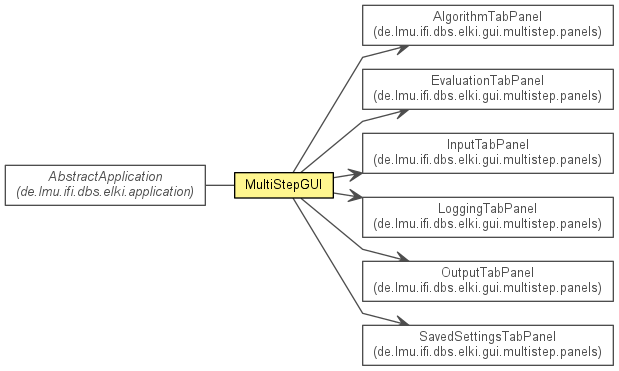 AlgorithmTabPanel
(de.lmu.ifi.dbs.elki.gui.multistep.panels)
EvaluationTabPanel
(de.lmu.ifi.dbs.elki.gui.multistep.panels)
InputTabPanel
(de.lmu.ifi.dbs.elki.gui.multistep.panels)
AbstractApplication
(de.lmu.ifi.dbs.elki.application)
MultiStepGUI
LoggingTabPanel
(de.lmu.ifi.dbs.elki.gui.multistep.panels)
OutputTabPanel
(de.lmu.ifi.dbs.elki.gui.multistep.panels)
SavedSettingsTabPanel
(de.lmu.ifi.dbs.elki.gui.multistep.panels)